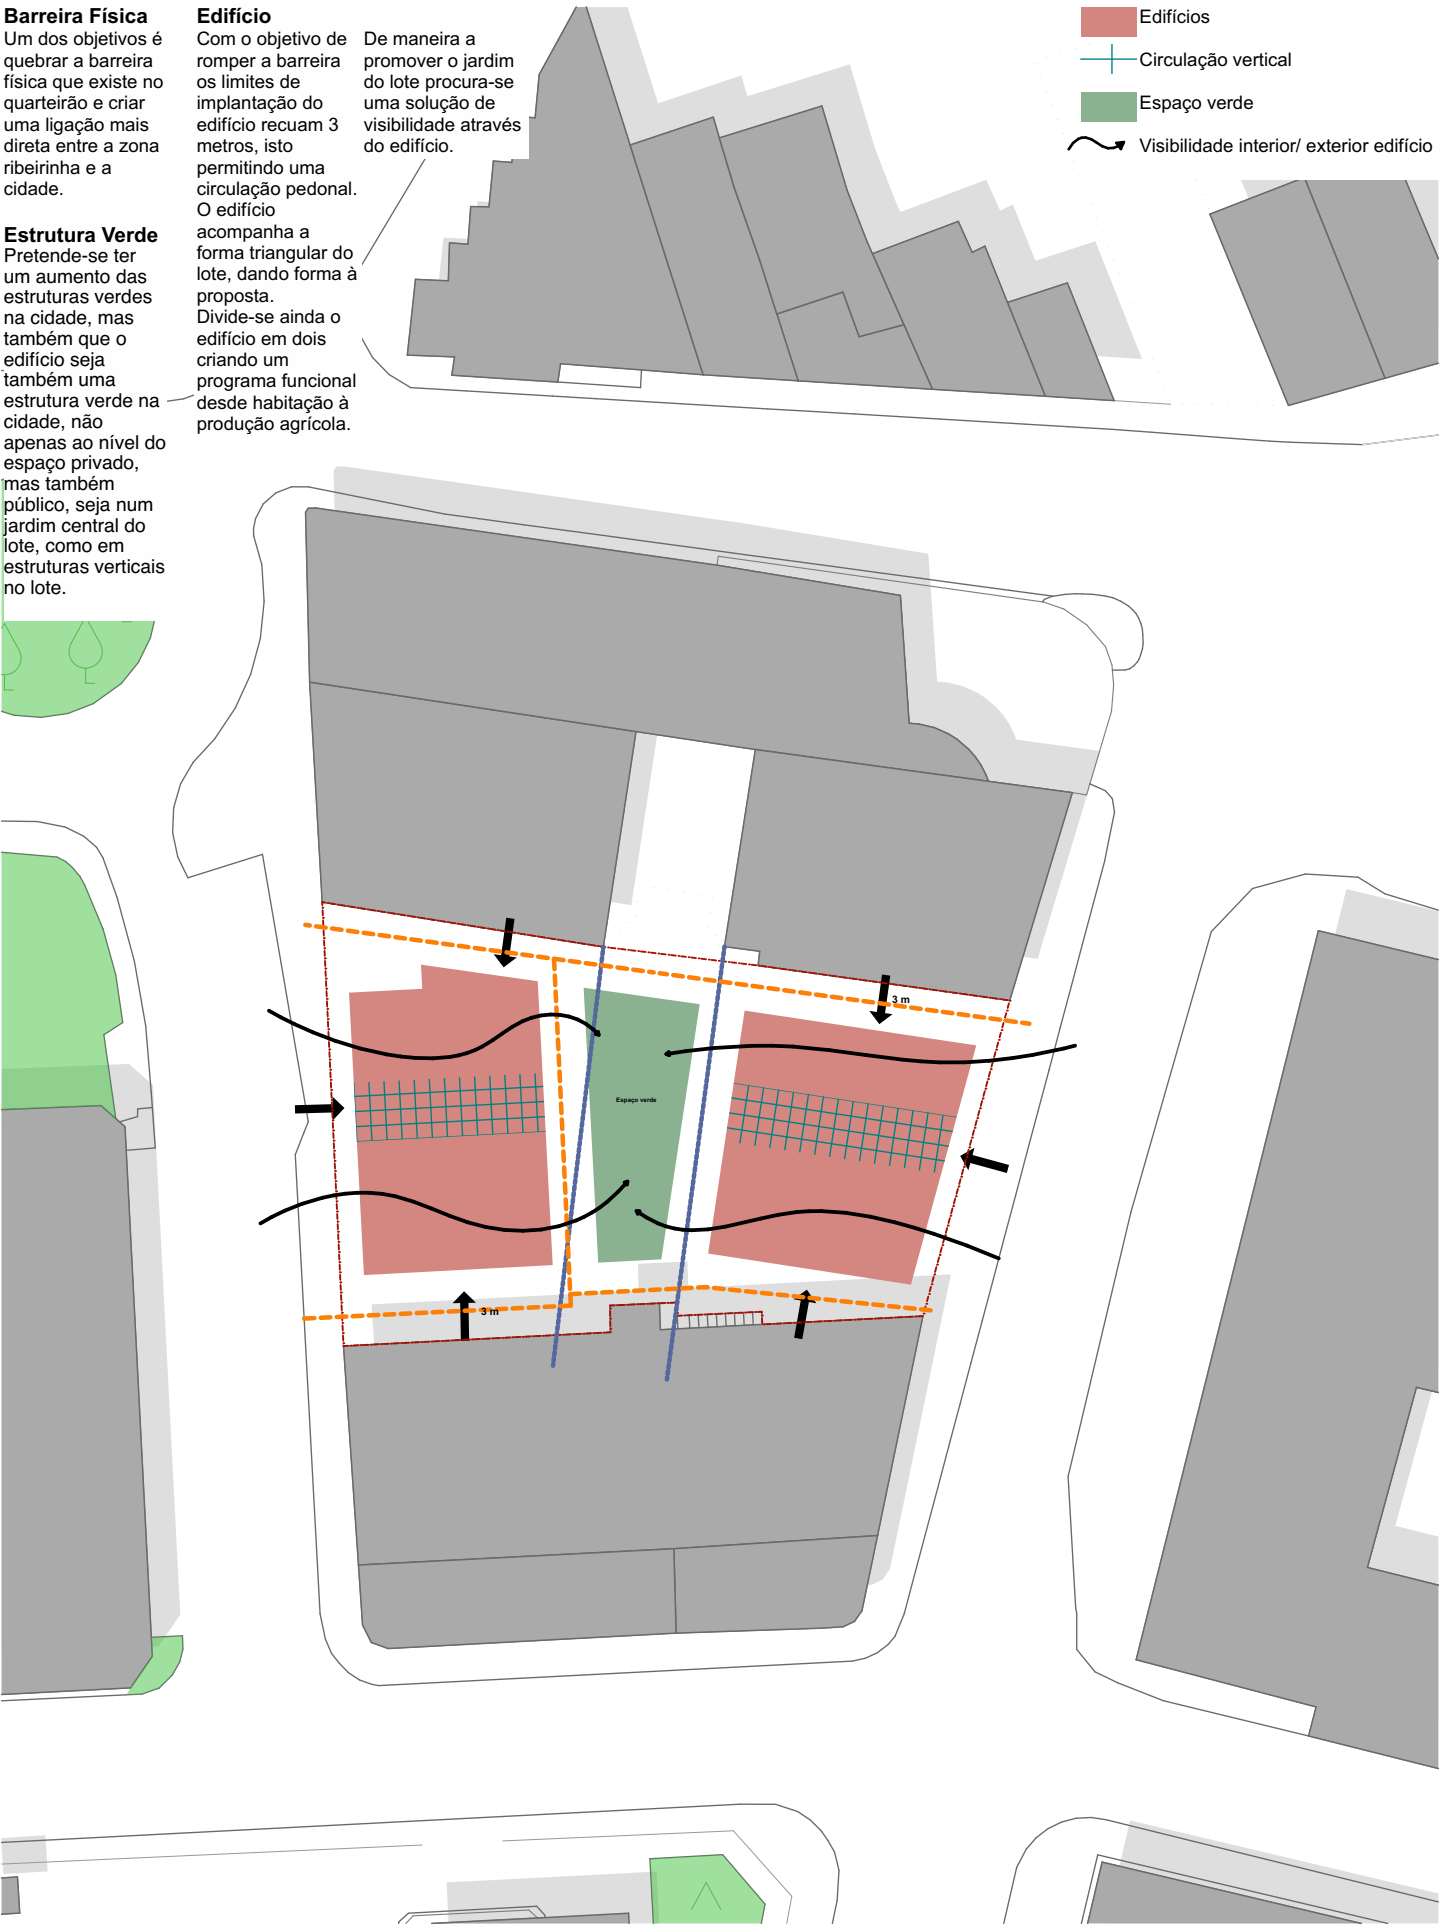 Barreira Física
Um dos objetivos é
quebrar a barreira
física que existe no
quarteirão e criar
uma ligação mais
direta entre a zona
ribeirinha e a
cidade.
Estrutura Verde
Pretende-se ter
um aumento das
estruturas verdes
na cidade, mas
também que o
edifício seja
também uma
estrutura verde na
cidade, não
apenas ao nível do
espaço privado,
mas também
público, seja num
jardim central do
lote, como em
estruturas verticais
no lote.
Edifício
Com o objetivo de
romper a barreira
os limites de
implantação do
edifício recuam 3
metros, isto
permitindo uma
circulação pedonal.
O edifício
acompanha a
forma triangular do
lote, dando forma à
proposta.
Divide-se ainda o
edifício em dois
criando um
programa funcional
desde habitação à
produção agrícola.
De maneira a
promover o jardim
do lote procura-se
uma solução de
visibilidade através
do edifício.
Edifícios
Circulação vertical
Espaço verde
Visibilidade interior/ exterior edifício
3 m
Espaço verde
3 m